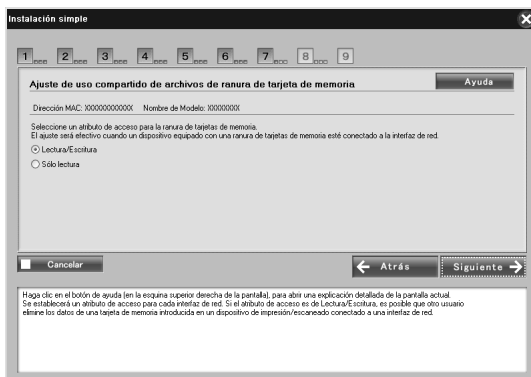 Instalación simple
1 2 3 4 5 6 7 8 9
Ajuste de uso compartido de archivos de ranura de tarjeta de memoria
Ayuda
Dirección MAC: XXXXXXXXXXXX Nombre de Modelo: XXXXXXXX
Seleccione un atributo de acceso para la ranura de tarjetas de memoria.
El ajuste será efectivo cuando un dispositivo equipado con una ranura de tarjetas de memoria esté conectado a la interfaz de red.
Lectura/Escritura
Sólo lectura
Cancelar
Atrás
Siguiente
Haga clic en el botón de ayuda (en la esquina superior derecha de la pantalla), para abrir una explicación detallada de la pantalla actual.
Se establecerá un atributo de acceso para cada interfaz de red. Si el atributo de acceso es de Lectura/Escritura, es posible que otro usuario
elimine los datos de una tarjeta de memoria introducida en un dispositivo de impresión/escaneado conectado a una interfaz de red.